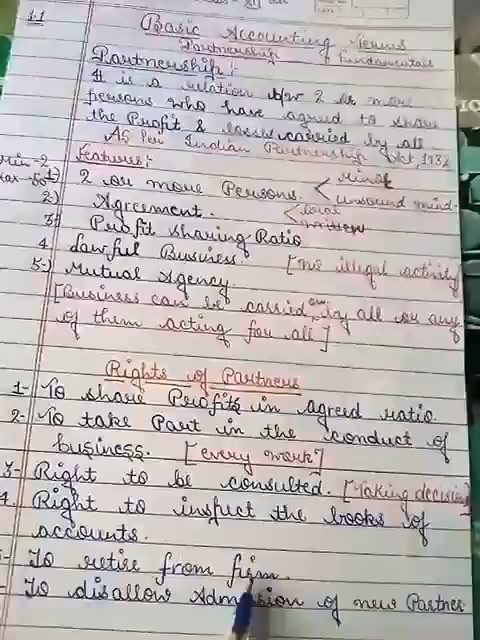 1.1
Basic Accounting Terms
Partnership Fundamentals
Partnership:
It is a relation b/w 2 or more
persons who have agreed to share
the Profit & losses carried by all
As Per Indian Partnership Act, 1932
Features:
1) 2 or more Persons. < Minor
unsound mind
2) Agreement. < oral
written
3) Profit sharing Ratio
4. Lawful Business. [no illegal activity
5.) Mutual Agency
[Business can be carried on by all or any
of them acting for all]
Rights of Partners
1- To share Profits in agreed ratio.
2- To take Part in the conduct of
business. [every work]
3- Right to be consulted. [Taking decision]
4. Right to inspect the books of
accounts.
To retire from firm.
To disallow Admission of new Partner